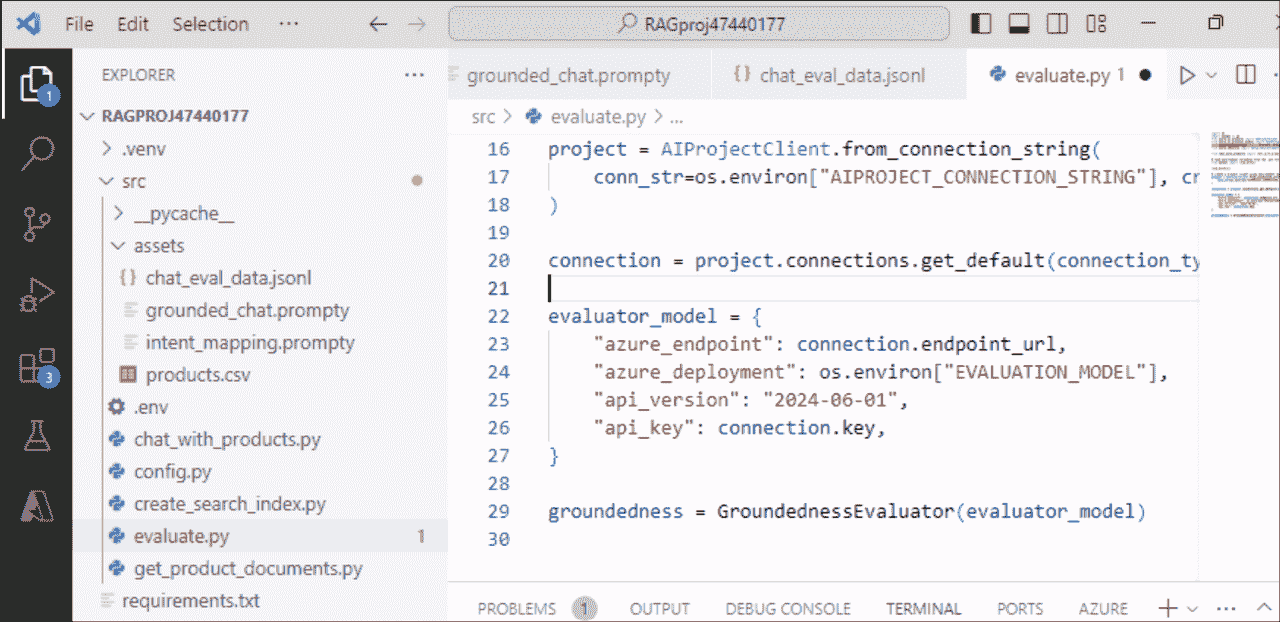 File Edit Selection ··· RAGproj47440177
EXPLORER ···
RAGPROJ47440177
.venv
src
__pycache__
assets
{} chat_eval_data.jsonl
grounded_chat.prompty
intent_mapping.prompty
products.csv
.env
chat_with_products.py
config.py
create_search_index.py
evaluate.py 1
get_product_documents.py
requirements.txt
1
3
grounded_chat.prompty {} chat_eval_data.jsonl evaluate.py 1
src > evaluate.py > ...
16 project = AIProjectClient.from_connection_string(
17 conn_str=os.environ["AIPROJECT_CONNECTION_STRING"], cr
18 )
19
20 connection = project.connections.get_default(connection_ty
21
22 evaluator_model = {
23 "azure_endpoint": connection.endpoint_url,
24 "azure_deployment": os.environ["EVALUATION_MODEL"],
25 "api_version": "2024-06-01",
26 "api_key": connection.key,
27 }
28
29 groundedness = GroundednessEvaluator(evaluator_model)
30
PROBLEMS 1 OUTPUT DEBUG CONSOLE TERMINAL PORTS AZURE